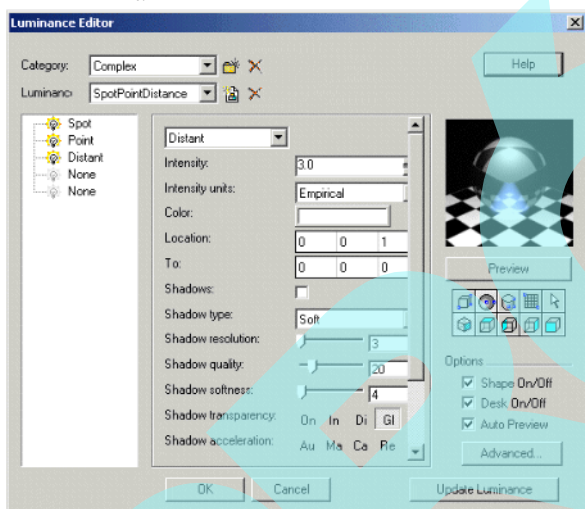 Luminance Editor
Category: Complex Help
Luminanc SpotPointDistance
Spot
Point
Distant
None
None
Distant
Intensity: 3.0
Intensity units: Empirical
Color:
Location: 0 0 1
To: 0 0 0
Shadows:
Shadow type: Soft
Shadow resolution: 3
Shadow quality: 20
Shadow softness: 4
Shadow transparency: On In Di GI
Shadow acceleration: Au Ma Ca Re
Preview
Options
Shape On/Off
Desk On/Off
Auto Preview
Advanced...
OK Cancel Update Luminance